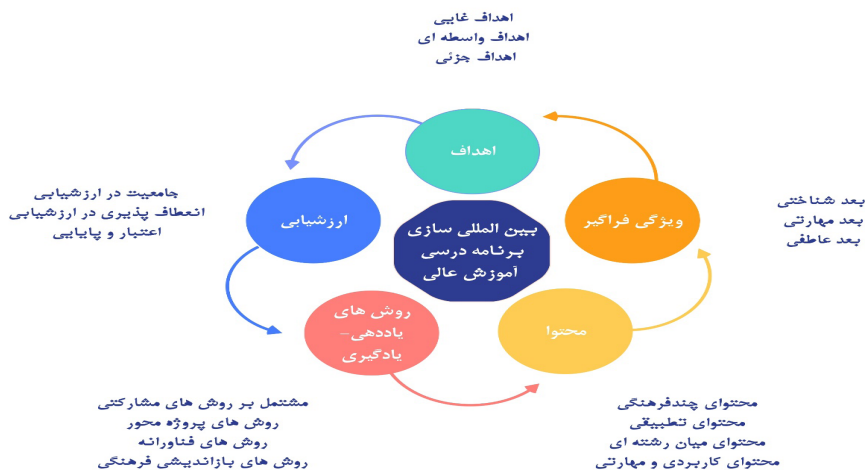 اهداف غایی
اهداف واسطه ای
اهداف جزئی
اهداف
ویژگی فراگیر
بعد شناختی
بعد مهارتی
بعد عاطفی
ارزشیابی
جامعیت در ارزشیابی
انعطاف پذیری در ارزشیابی
اعتبار و پایایی
بین المللی سازی
برنامه درسی
آموزش عالی
روش های
یاددهی-
یادگیری
محتوا
مشتمل بر روش های مشارکتی
روش های پروژه محور
روش های فناورانه
روش های بازاندیشی فرهنگی
محتوای چندفرهنگی
محتوای تطبیقی
محتوای میان رشته ای
محتوای کاربردی و مهارتی